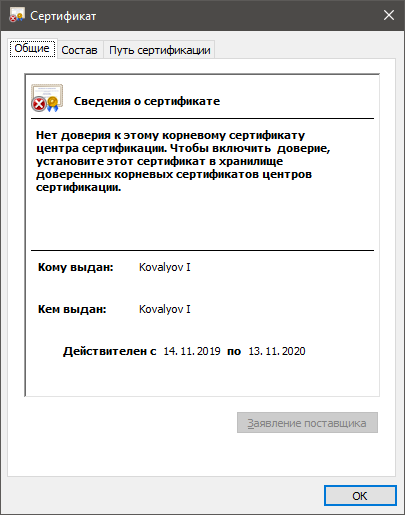 Сертификат
Общие Состав Путь сертификации
Сведения о сертификате
Нет доверия к этому корневому сертификату
центра сертификации. Чтобы включить доверие,
установите этот сертификат в хранилище
доверенных корневых сертификатов центров
сертификации.
Кому выдан: Kovalyov I
Кем выдан: Kovalyov I
Действителен с 14.11.2019 по 13.11.2020
Заявление поставщика
OK